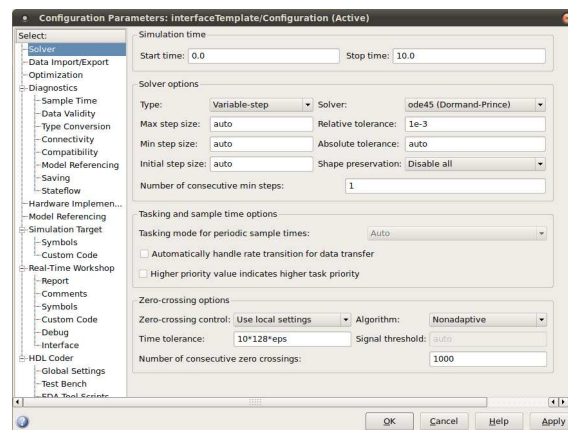 Configuration Parameters: interfaceTemplate/Configuration (Active)
Select:
Solver
Data Import/Export
Optimization
Diagnostics
Sample Time
Data Validity
Type Conversion
Connectivity
Compatibility
Model Referencing
Saving
Stateflow
Hardware Implemen...
Model Referencing
Simulation Target
Symbols
Custom Code
Real-Time Workshop
Report
Comments
Symbols
Custom Code
Debug
Interface
HDL Coder
Global Settings
Test Bench
EDA Tool Scripts
Simulation time
Start time: 0.0 Stop time: 10.0
Solver options
Type: Variable-step Solver: ode45 (Dormand-Prince)
Max step size: auto Relative tolerance: 1e-3
Min step size: auto Absolute tolerance: auto
Initial step size: auto Shape preservation: Disable all
Number of consecutive min steps: 1
Tasking and sample time options
Tasking mode for periodic sample times: Auto
Automatically handle rate transition for data transfer
Higher priority value indicates higher task priority
Zero-crossing options
Zero-crossing control: Use local settings Algorithm: Nonadaptive
Time tolerance: 10*128*eps Signal threshold: auto
Number of consecutive zero crossings: 1000
OK Cancel Help Apply